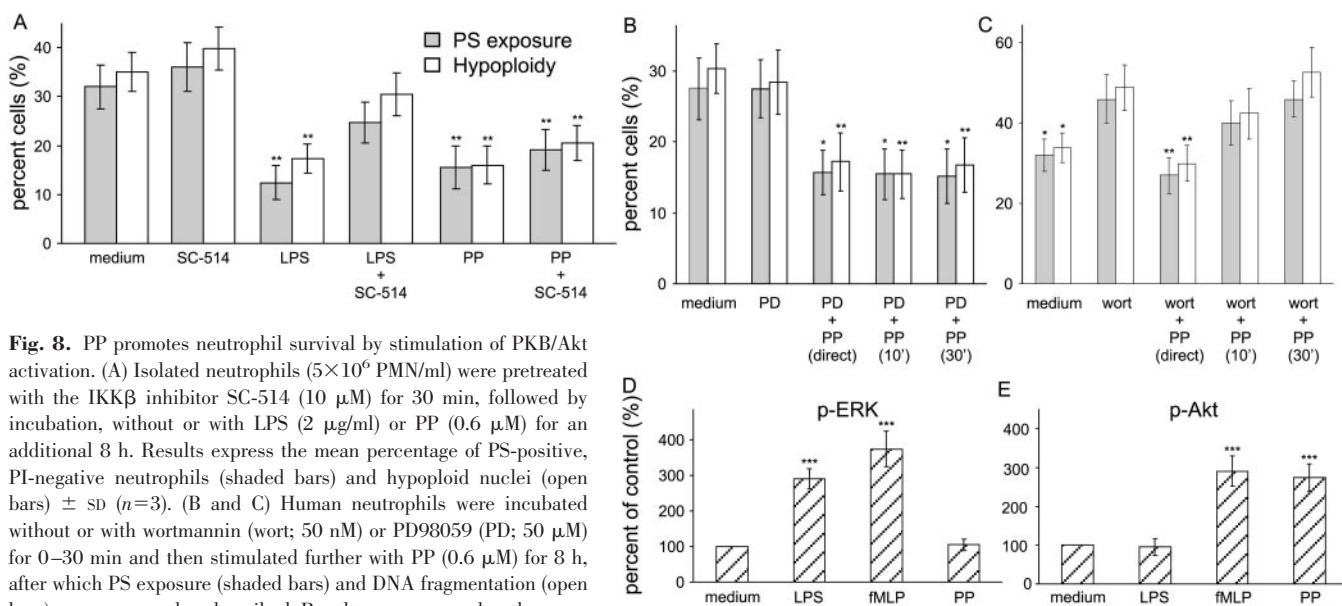 A
40
30
20
10
0
percent cells (%)
PS exposure
Hypoploidy
**
**
**
**
**
**
medium
SC-514
LPS
LPS
+
SC-514
PP
PP
+
SC-514
B
30
20
10
0
percent cells (%)
*
**
*
**
*
**
medium
PD
PD
+
PP
(direct)
PD
+
PP
(10')
PD
+
PP
(30')
C
60
40
20
0
*
*
**
**
medium
wort
wort
+
PP
(direct)
wort
+
PP
(10')
wort
+
PP
(30')
Fig. 8. PP promotes neutrophil survival by stimulation of PKB/Akt
activation. (A) Isolated neutrophils (5×10⁶ PMN/ml) were pretreated
with the IKKβ inhibitor SC-514 (10 μM) for 30 min, followed by
incubation, without or with LPS (2 μg/ml) or PP (0.6 μM) for an
additional 8 h. Results express the mean percentage of PS-positive,
PI-negative neutrophils (shaded bars) and hypoploid nuclei (open
bars) ± SD (n=3). (B and C) Human neutrophils were incubated
without or with wortmannin (wort; 50 nM) or PD98059 (PD; 50 μM)
for 0–30 min and then stimulated further with PP (0.6 μM) for 8 h,
after which PS exposure (shaded bars) and DNA fragmentation (open
D
p-ERK
400
300
200
100
0
percent of control (%)
***
***
medium
LPS
fMLP
PP
E
p-Akt
400
300
200
100
0
***
***
medium
LPS
fMLP
PP